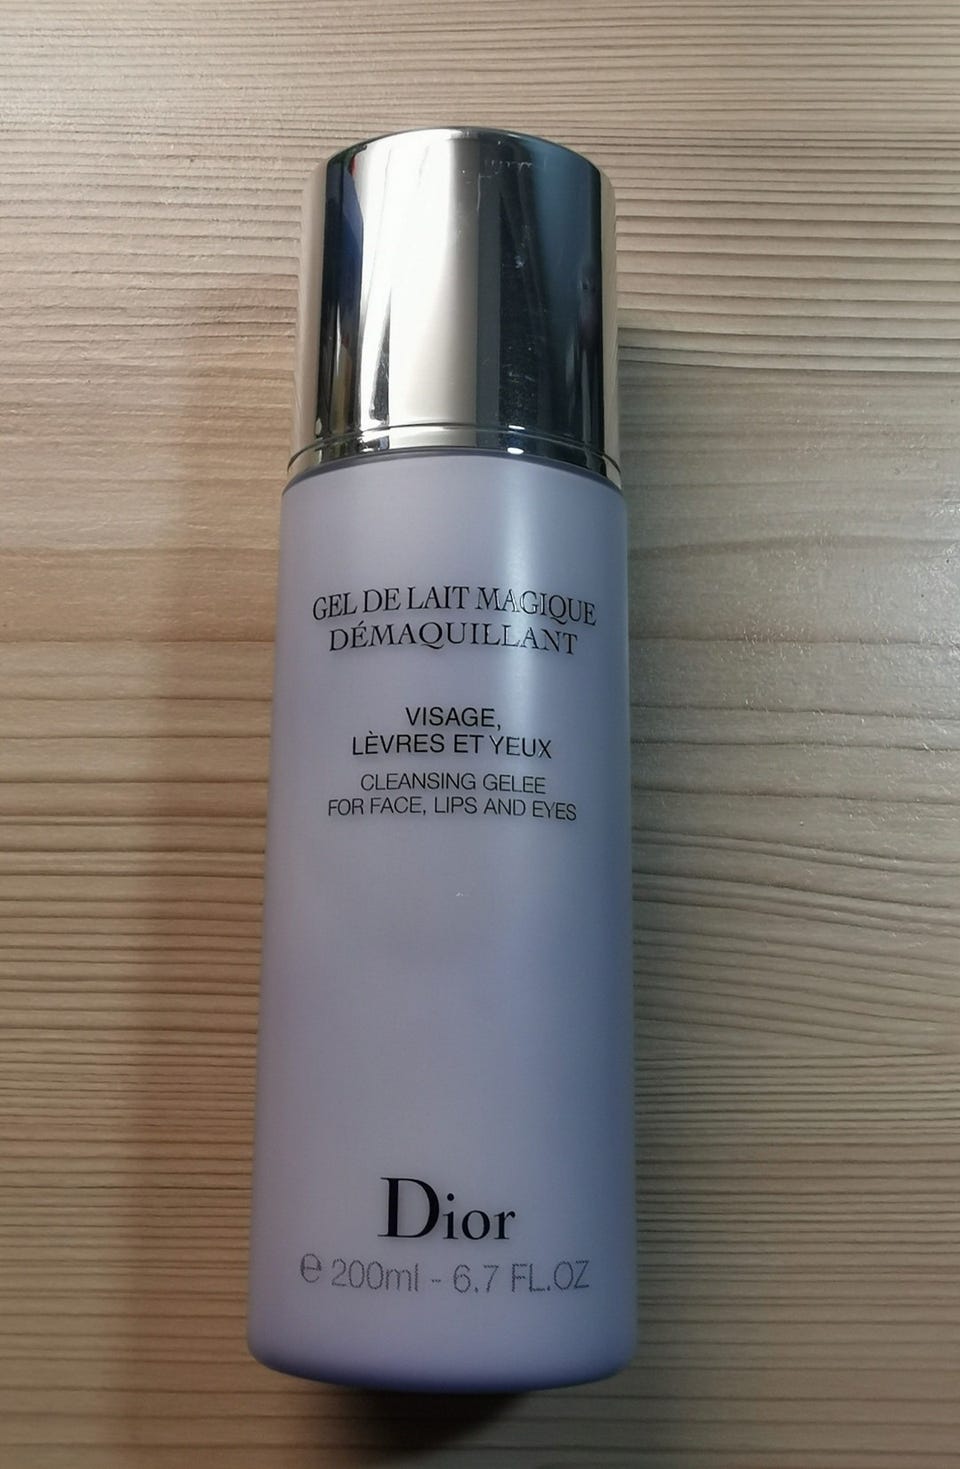 GEL DE LAIT MAGIQUE
DÉMAQUILLANT
VISAGE,
LÈVRES ET YEUX
CLEANSING GELEE
FOR FACE, LIPS AND EYES
Dior
℮ 200ml - 6.7 FL.OZ